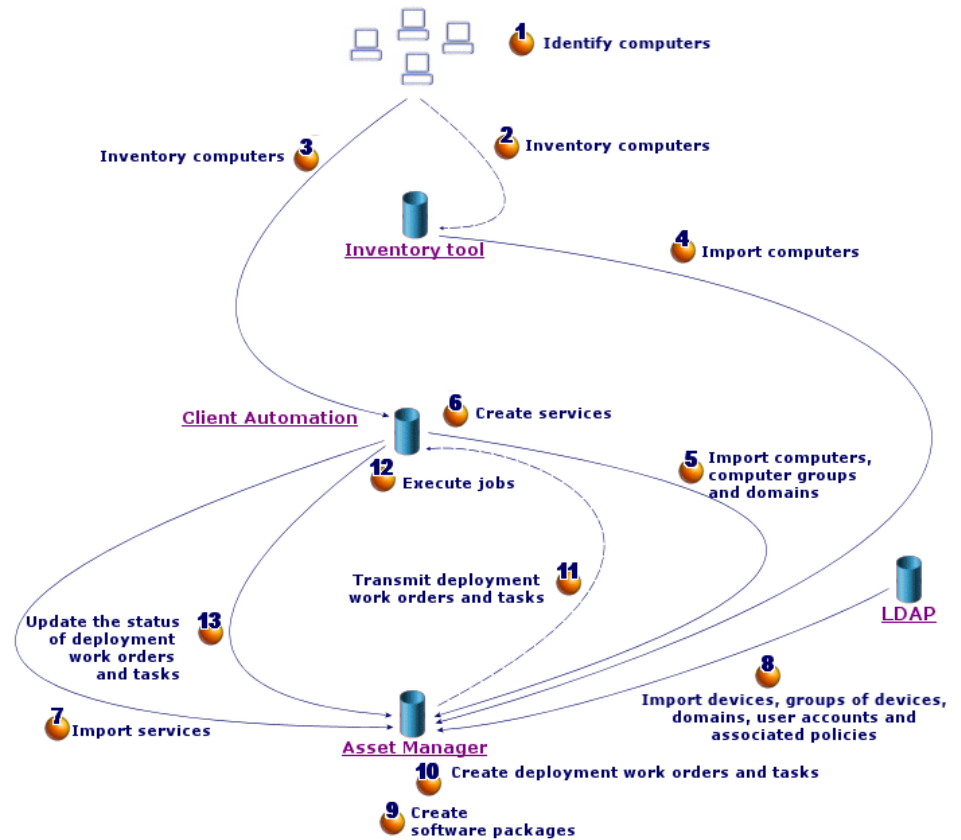 1 Identify computers
2 Inventory computers
3 Inventory computers
Inventory tool
4 Import computers
Client Automation
6 Create services
5 Import computers,
computer groups
and domains
12 Execute jobs
11 Transmit deployment
work orders and tasks
LDAP
13 Update the status
of deployment
work orders
and tasks
8
Import devices, groups of devices,
domains, user accounts and
associated policies
7 Import services
Asset Manager
10 Create deployment work orders and tasks
9 Create
software packages